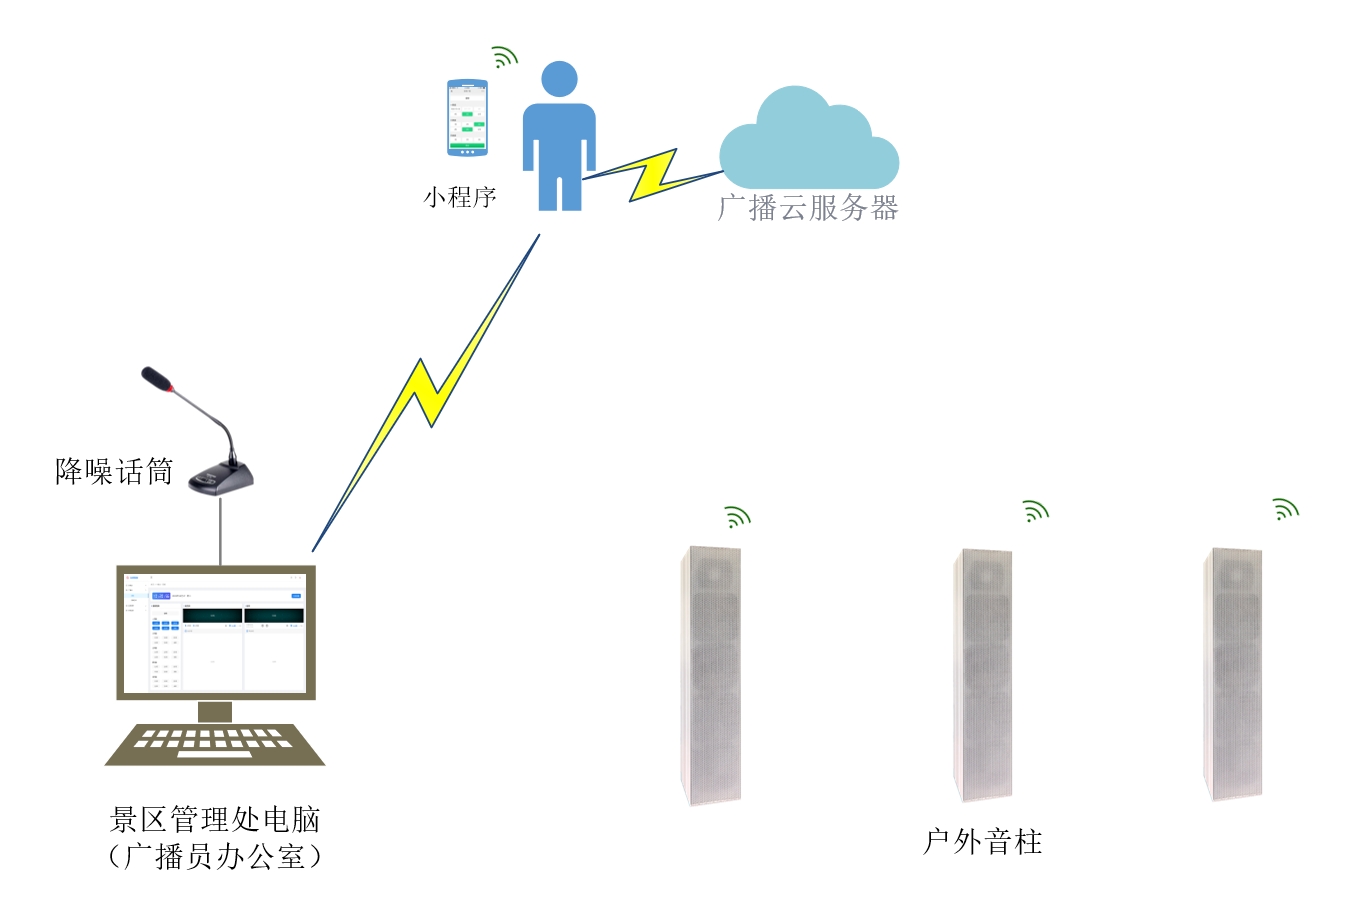 小程序
广播云服务器
降噪话筒
景区管理处电脑
（广播员办公室）
户外音柱